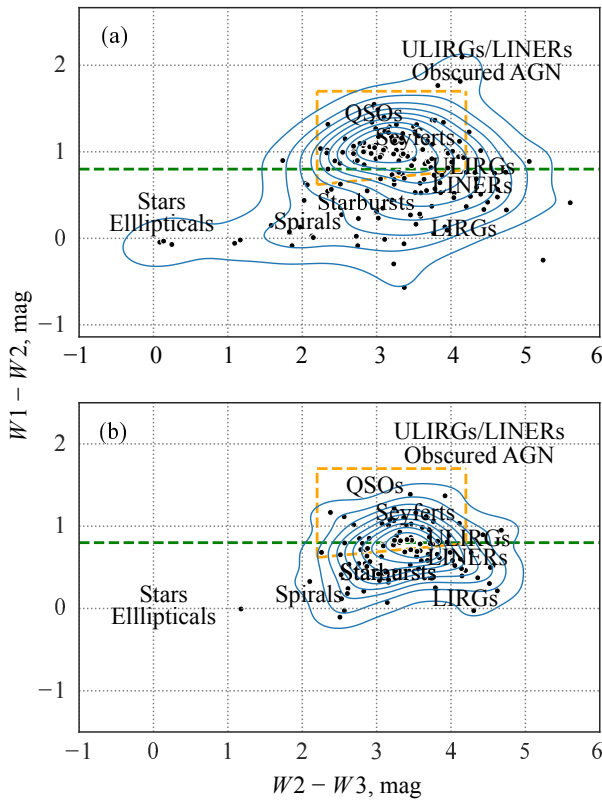 (a)
ULIRGs/LINERs
Obscured AGN
2
QSOs
Seyferts
1
ULIRGs
LINERs
Stars
Starbursts
Elllipticals
Spirals
LIRGs
0
−1
−1 0 1 2 3 4 5 6
W1 − W2, mag
(b)
ULIRGs/LINERs
2
Obscured AGN
QSOs
Seyferts
1
ULIRGs
LINERs
Starbursts
Stars
Spirals
LIRGs
Elllipticals
0
−1
−1 0 1 2 3 4 5 6
W2 − W3, mag